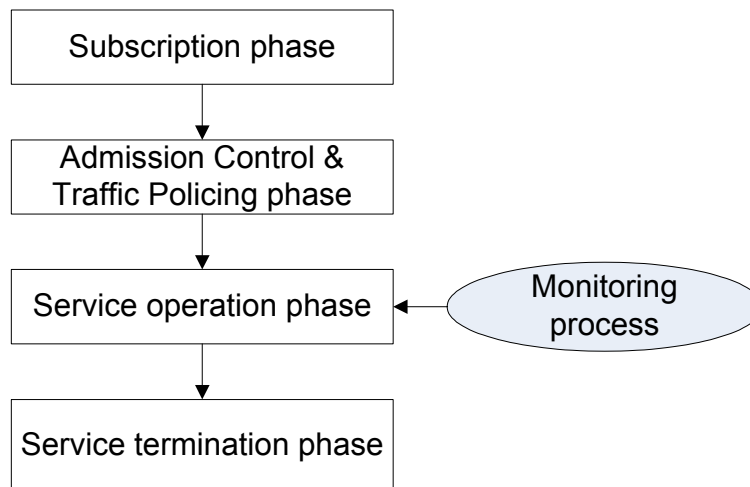 Subscription phase
Admission Control &
Traffic Policing phase
Service operation phase
Monitoring
process
Service termination phase